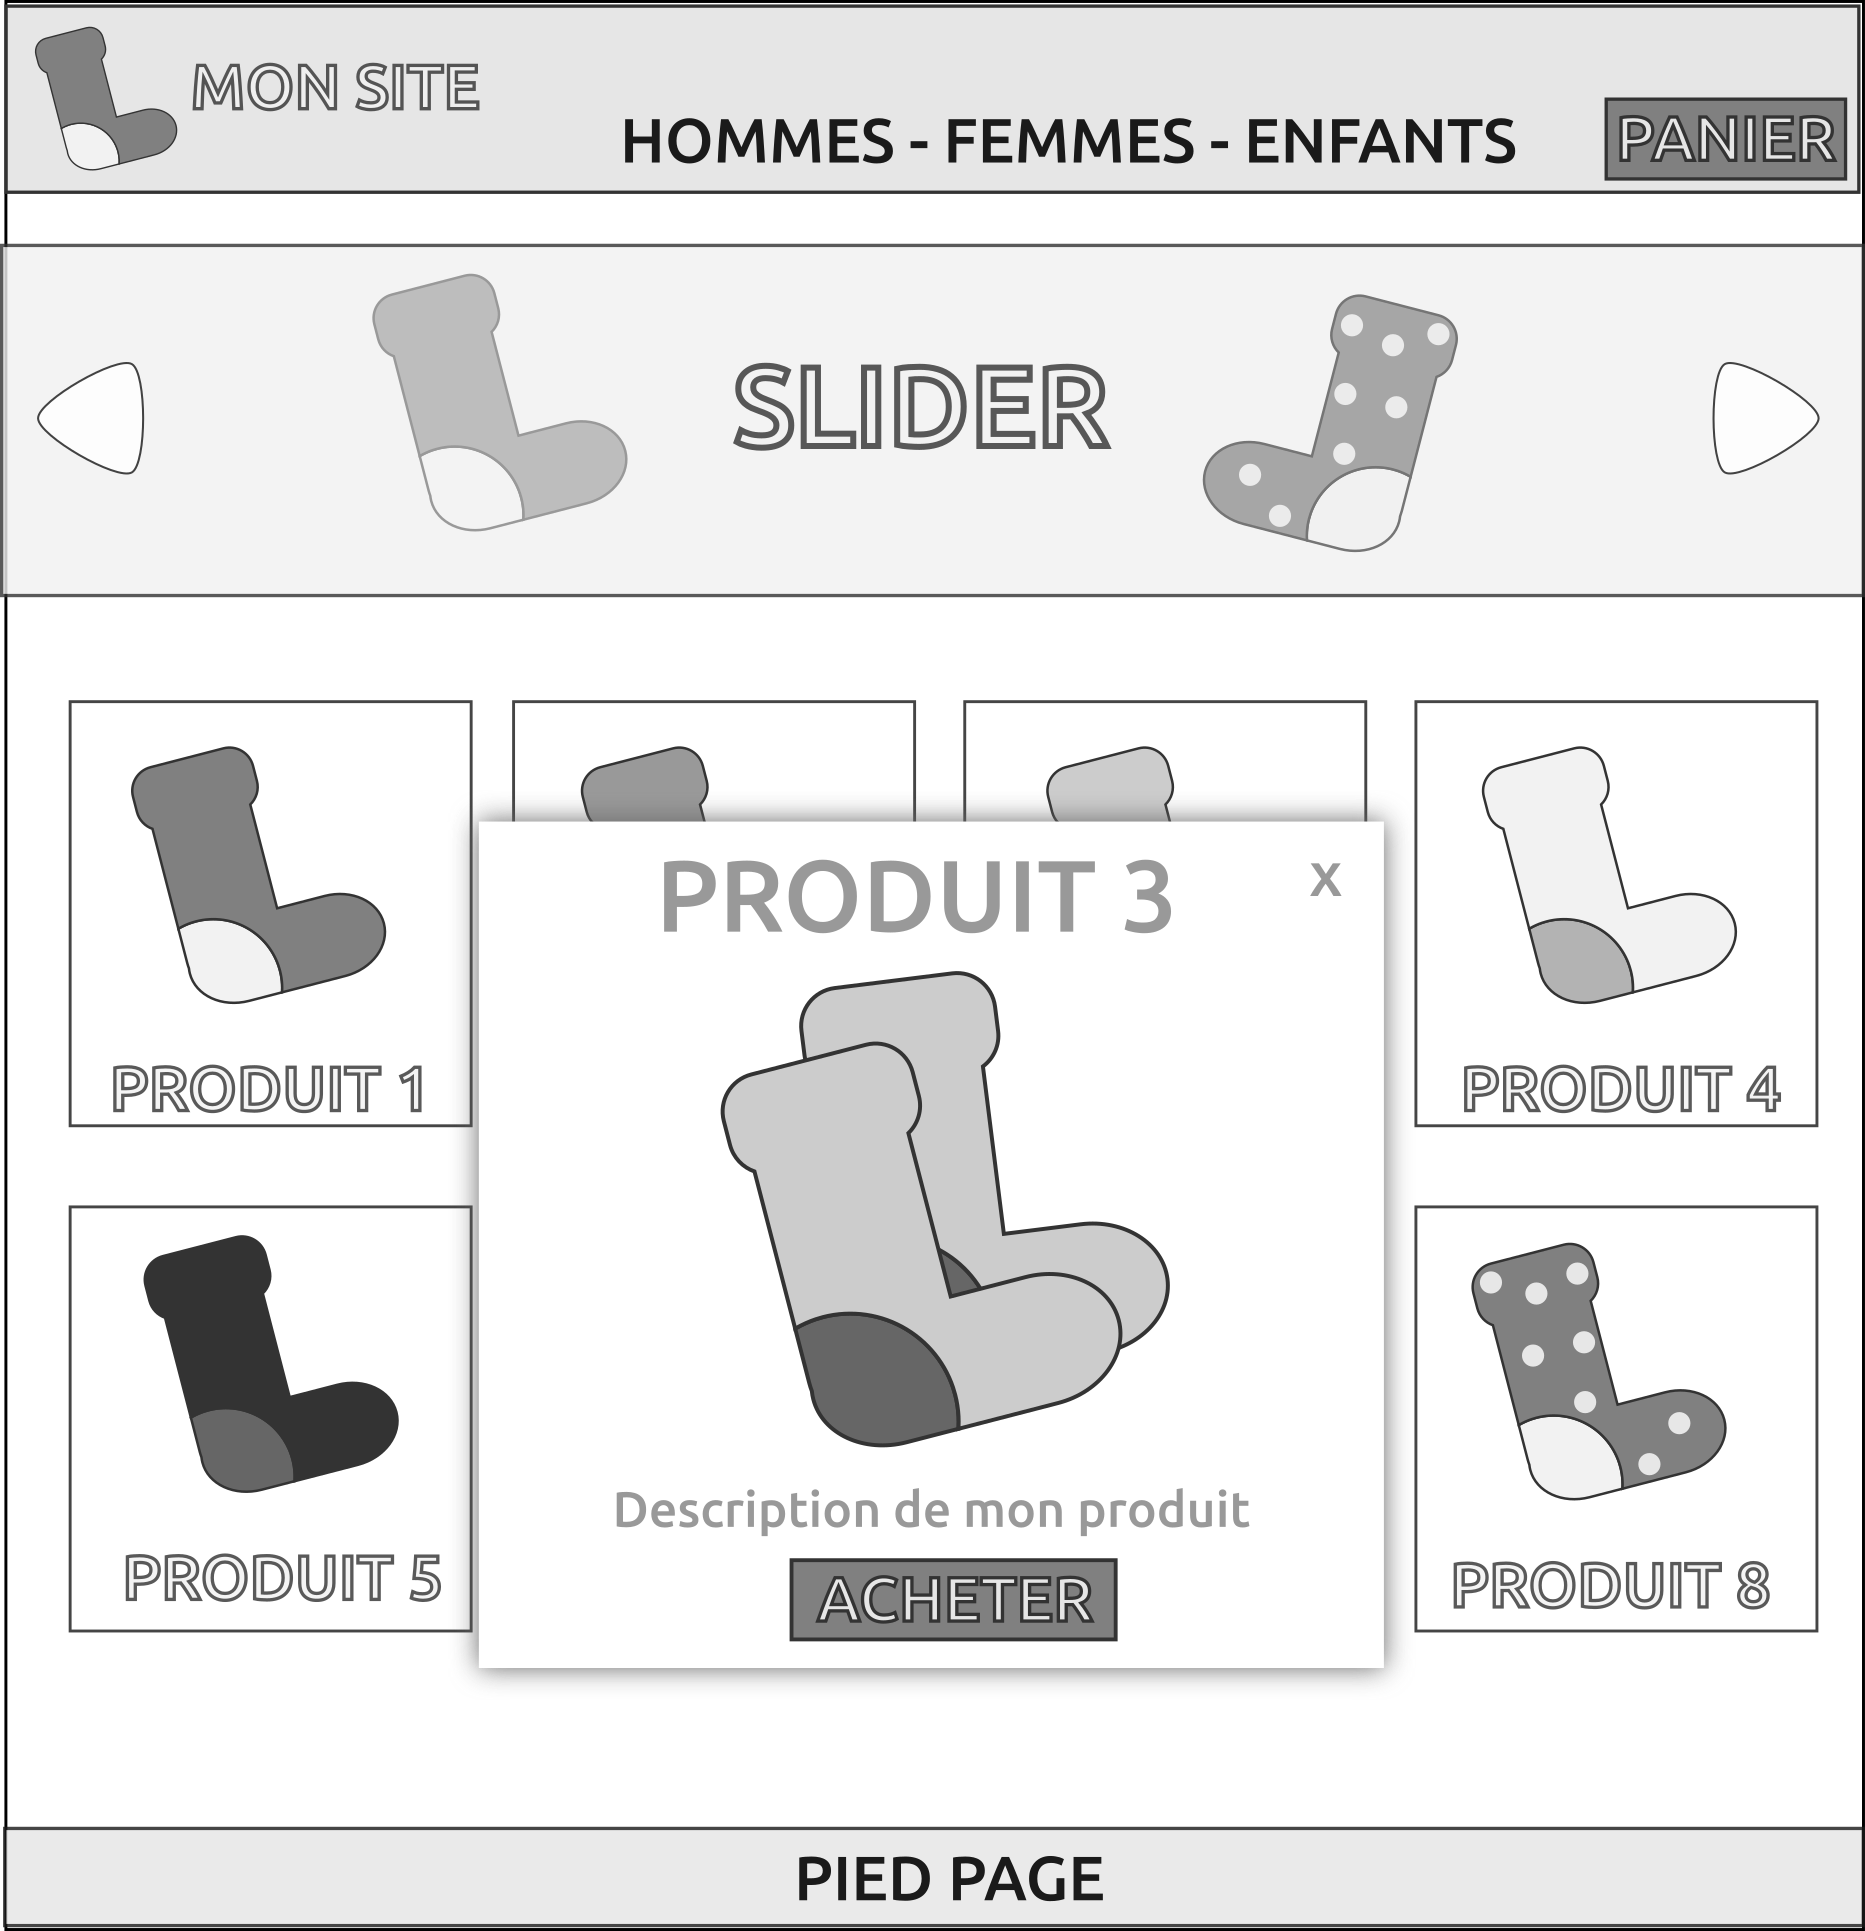 MON SITE
HOMMES - FEMMES - ENFANTS
PANIER
SLIDER
PRODUIT 1
PRODUIT 3
x
Description de mon produit
ACHETER
PRODUIT 4
PRODUIT 5
PRODUIT 8
PIED PAGE